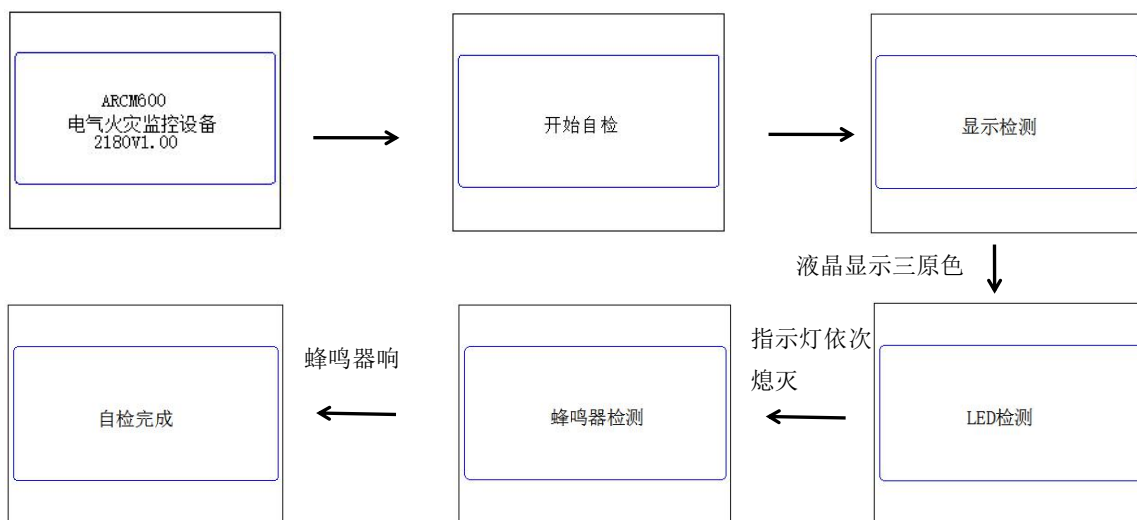 ARCM600
电气火灾监控设备
2180V1.00
开始自检
显示检测
液晶显示三原色
LED检测
指示灯依次
熄灭
蜂鸣器检测
蜂鸣器响
自检完成